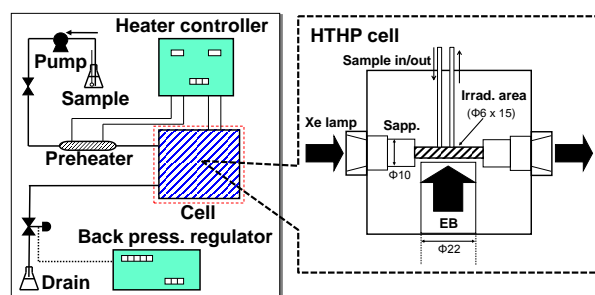 Heater controller
Pump
Sample
Preheater
Cell
Back press. regulator
Drain
HTHP cell
Sample in/out
Irrad. area
(Φ6 x 15)
Xe lamp
Sapp.
Φ10
EB
Φ22